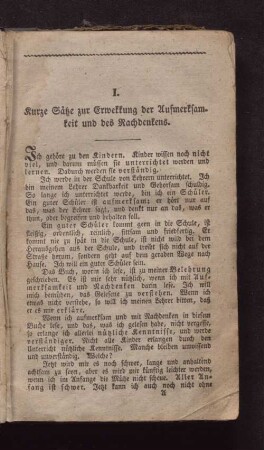 I.
Kurze Sätze zur Erwekkung der Aufmerksam-
keit und des Nachdenkens.
Ich gehöre zu den Kindern. Kinder wissen noch nicht
viel, und darum müssen sie unterrichtet werden und
lernen. Dadurch werden sie verständig.
Ich werde in der Schule von Lehrern unterrichtet. Ich
bin meinem Lehrer Dankbarkeit und Gehorsam schuldig.
So lange ich unterrichtet werde, bin ich ein Schüler.
Ein guter Schüler ist aufmerksam; er hört nur auf
das, was der Lehrer sagt, und denkt nur an das, was er
thun, oder begreifen und behalten soll.
Ein guter Schüler kommt gern in die Schule, ist
fleißig, ordentlich, reinlich, sittsam und friedfertig. Er
kommt nie zu spät in die Schule, ist nicht wild bei dem
Herausgehen aus der Schule, und treibt sich nicht auf der
Straße herum, sondern geht auf dem geraden Wege nach
Hause. Ich will ein guter Schüler sein.
Das Buch, worin ich lese, ist zu meiner Belehrung
geschrieben. Es ist mir sehr nützlich, wenn ich mit Auf-
merksamkeit und Nachdenken darin lese. Ich will
mich bemühen, das Gelesene zu verstehen. Wenn ich
etwas nicht verstehe, so will ich meinen Lehrer bitten, daß
er es mir erkläre.
Wenn ich aufmerksam und mit Nachdenken in diesem
Buche lese, und das, was ich gelesen habe, nicht vergesse,
so erlange ich allerlei nützliche Kenntnisse, und werde
verständiger. Nicht alle Kinder erlangen durch den
Unterricht nützliche Kenntnisse. Manche bleiben unwissend
und unverständig. Welche?
Jetzt wird mir es noch schwer, lange und anhaltend
achtsam zu sein, aber es wird mir künftig leichter werden,
wenn ich im Anfange die Mühe nicht scheue. Aller An-
fang ist schwer. Jetzt kann ich auch noch nicht ohne
A